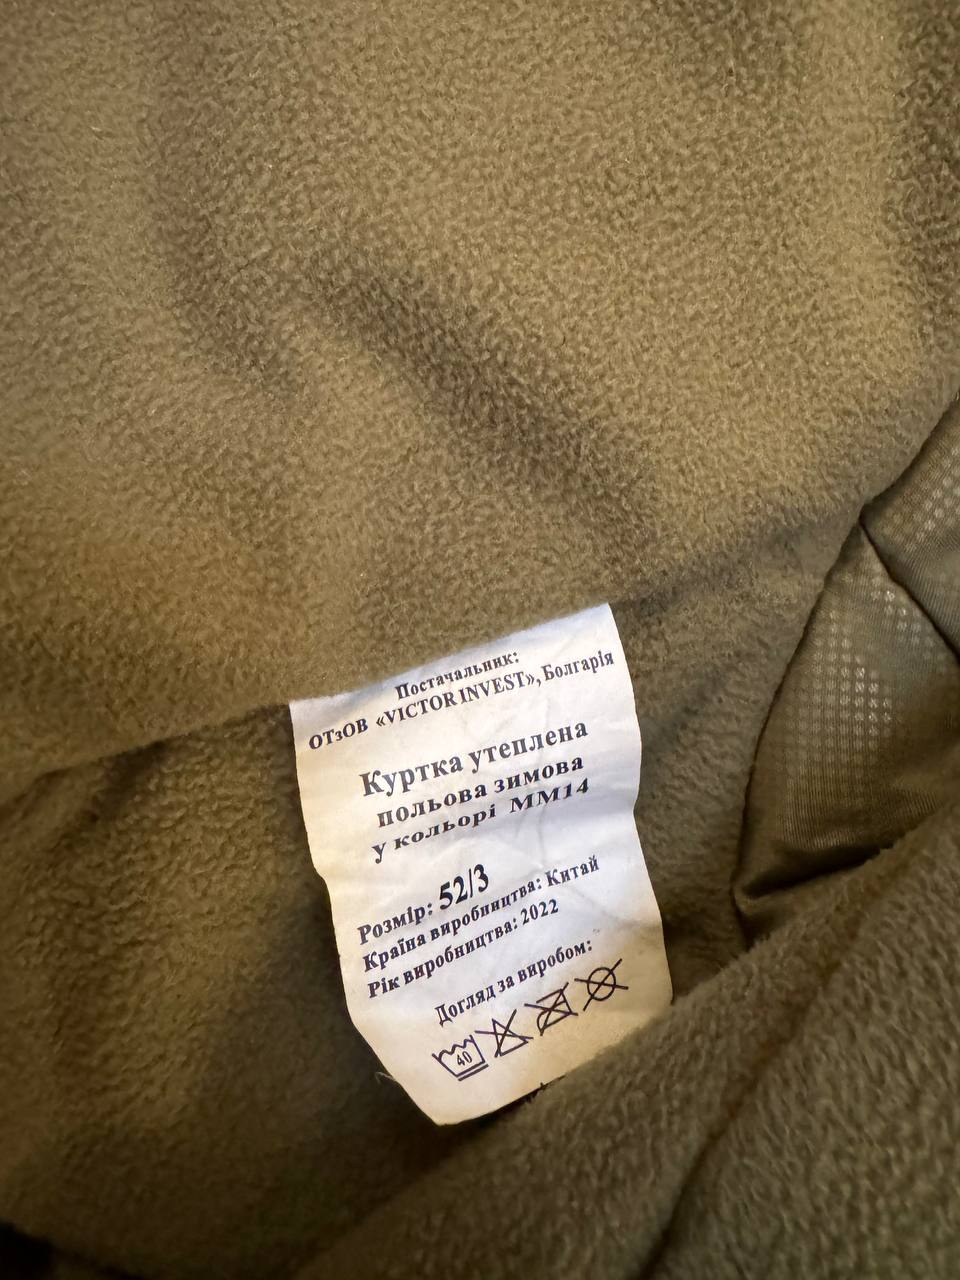 Постачальник:
ОТзОВ «VICTOR INVEST», Болгарія
Куртка утеплена
польова зимова
у кольорі ММ14
Розмір: 52/3
Країна виробництва: Китай
Рік виробництва: 2022
Догляд за виробом:
40